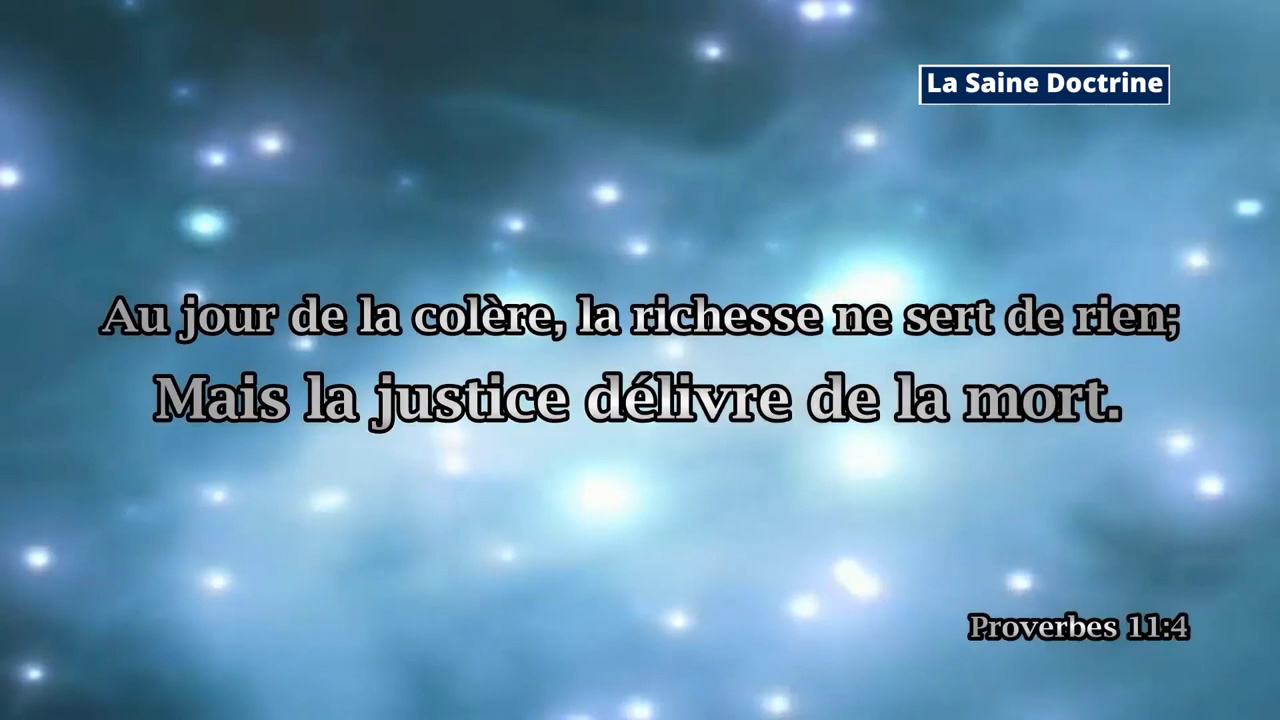 La Saine Doctrine
Au jour de la colère, la richesse ne sert de rien;
Mais la justice délivre de la mort.
Proverbes 11:4